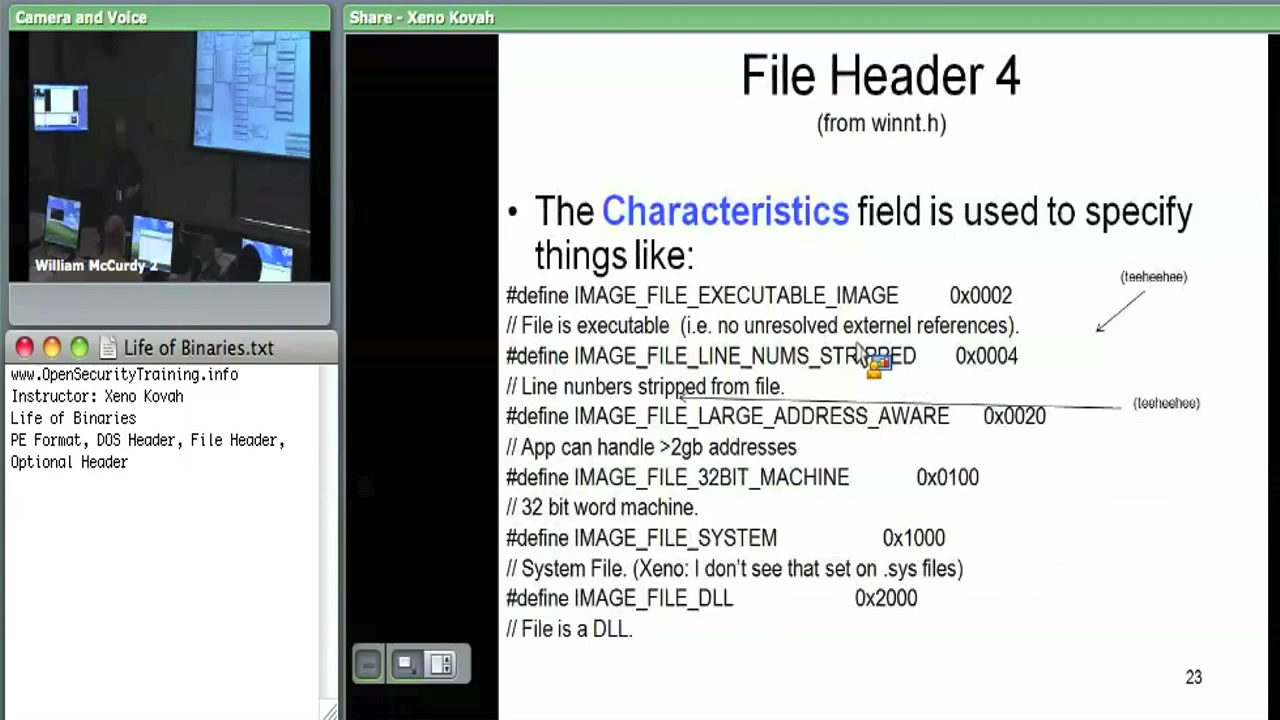 Camera and Voice
William McCurdy 2
Life of Binaries.txt
www.OpenSecurityTraining.info
Instructor: Xeno Kovah
Life of Binaries
PE Format, DOS Header, File Header,
Optional Header
Share - Xeno Kovah
File Header 4
(from winnt.h)
• The Characteristics field is used to specify
things like:
(teeheehee)
#define IMAGE_FILE_EXECUTABLE_IMAGE 0x0002
// File is executable (i.e. no unresolved externel references).
#define IMAGE_FILE_LINE_NUMS_STRIPPED 0x0004
// Line nunbers stripped from file.
(teeheehee)
#define IMAGE_FILE_LARGE_ADDRESS_AWARE 0x0020
// App can handle >2gb addresses
#define IMAGE_FILE_32BIT_MACHINE 0x0100
// 32 bit word machine.
#define IMAGE_FILE_SYSTEM 0x1000
// System File. (Xeno: I don't see that set on .sys files)
#define IMAGE_FILE_DLL 0x2000
// File is a DLL.
23